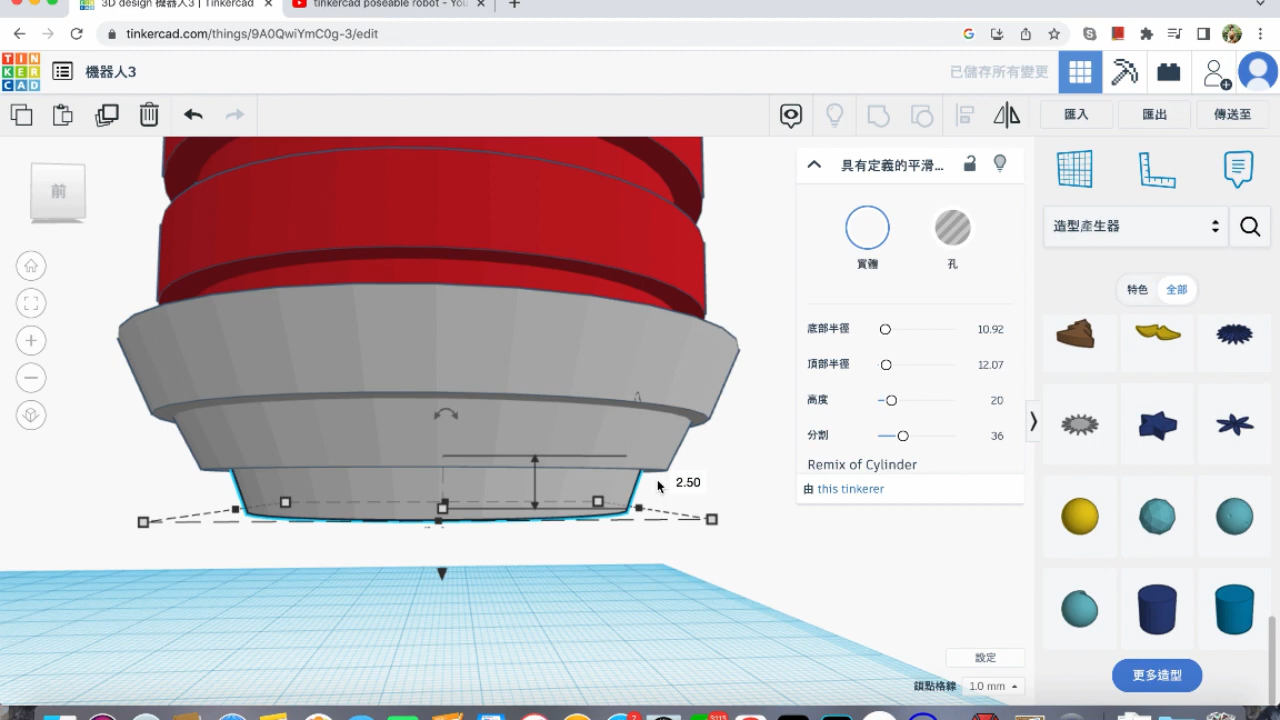 3D design 機器人3 | Tinkercad
tinkercad poseable robot - You
tinkercad.com/things/9A0QwiYmC0g-3/edit
TIN
KER
CAD
機器人3
已儲存所有變更
匯入
匯出
傳送至
前
具有定義的平滑...
實體
孔
底部半徑 10.92
頂部半徑 12.07
高度 20
分割 36
Remix of Cylinder
由 this tinkerer
造型產生器
特色
全部
2.50
更多造型
設定
鎖點格線 1.0 mm